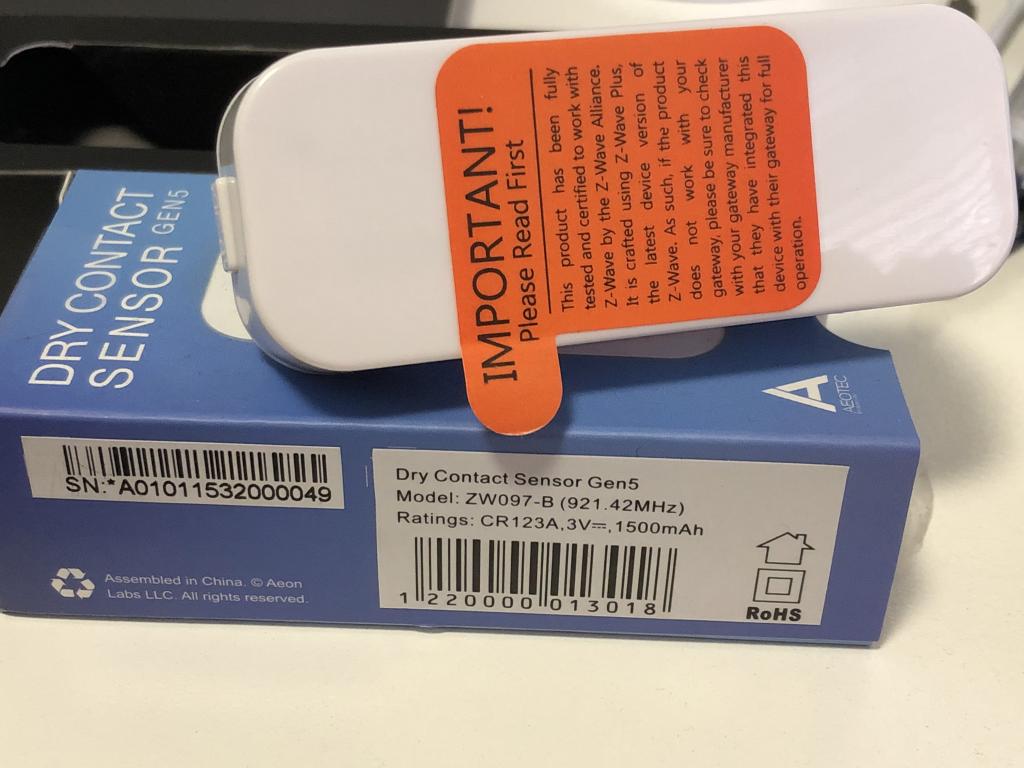 IMPORTANT!
Please Read First
This product has been fully
tested and certified to work with
Z-Wave by the Z-Wave Alliance.
It is crafted using Z-Wave Plus,
the latest device version of
Z-Wave. As such, if the product
does not work with your
gateway, please be sure to check
with your gateway manufacturer
that they have integrated this
device with their gateway for full
operation.
DRY CONTACT
SENSOR GEN5
AEOTEC
SN:*A01011532000049
Assembled in China. © Aeon
Labs LLC. All rights reserved.
Dry Contact Sensor Gen5
Model: ZW097-B (921.42MHz)
Ratings: CR123A,3V⎓,1500mAh
1 220000 013018
RoHS